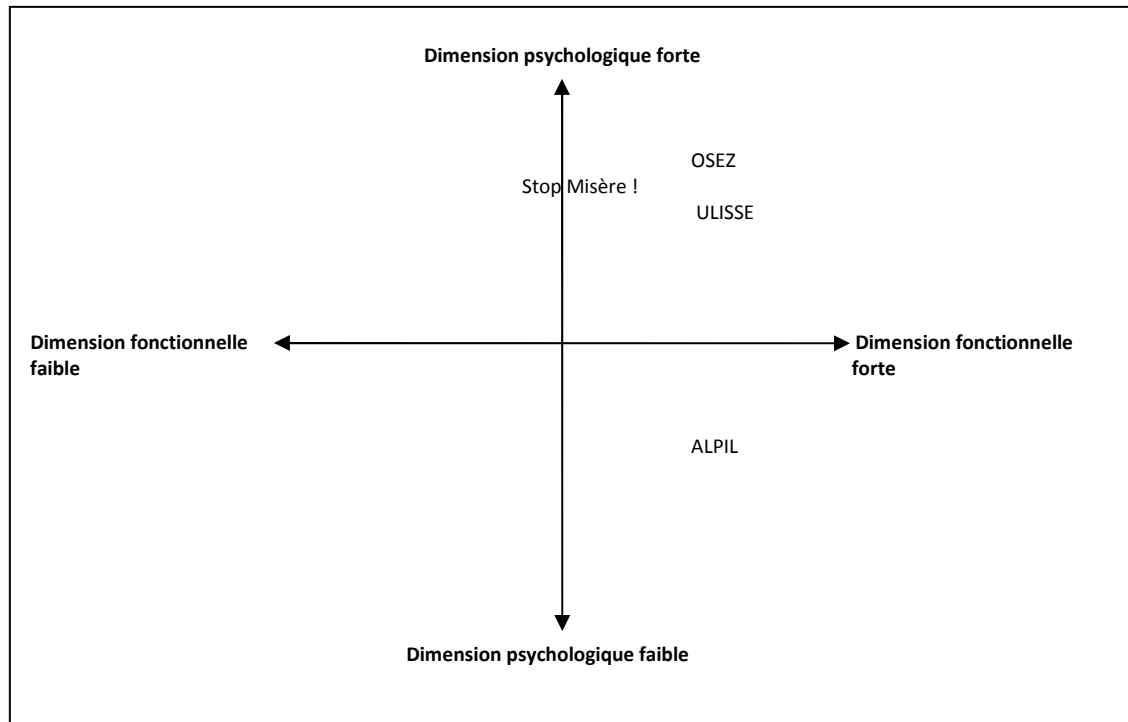 Dimension psychologique forte
OSEZ
Stop Misère !
ULISSE
Dimension fonctionnelle
faible
Dimension fonctionnelle
forte
ALPIL
Dimension psychologique faible